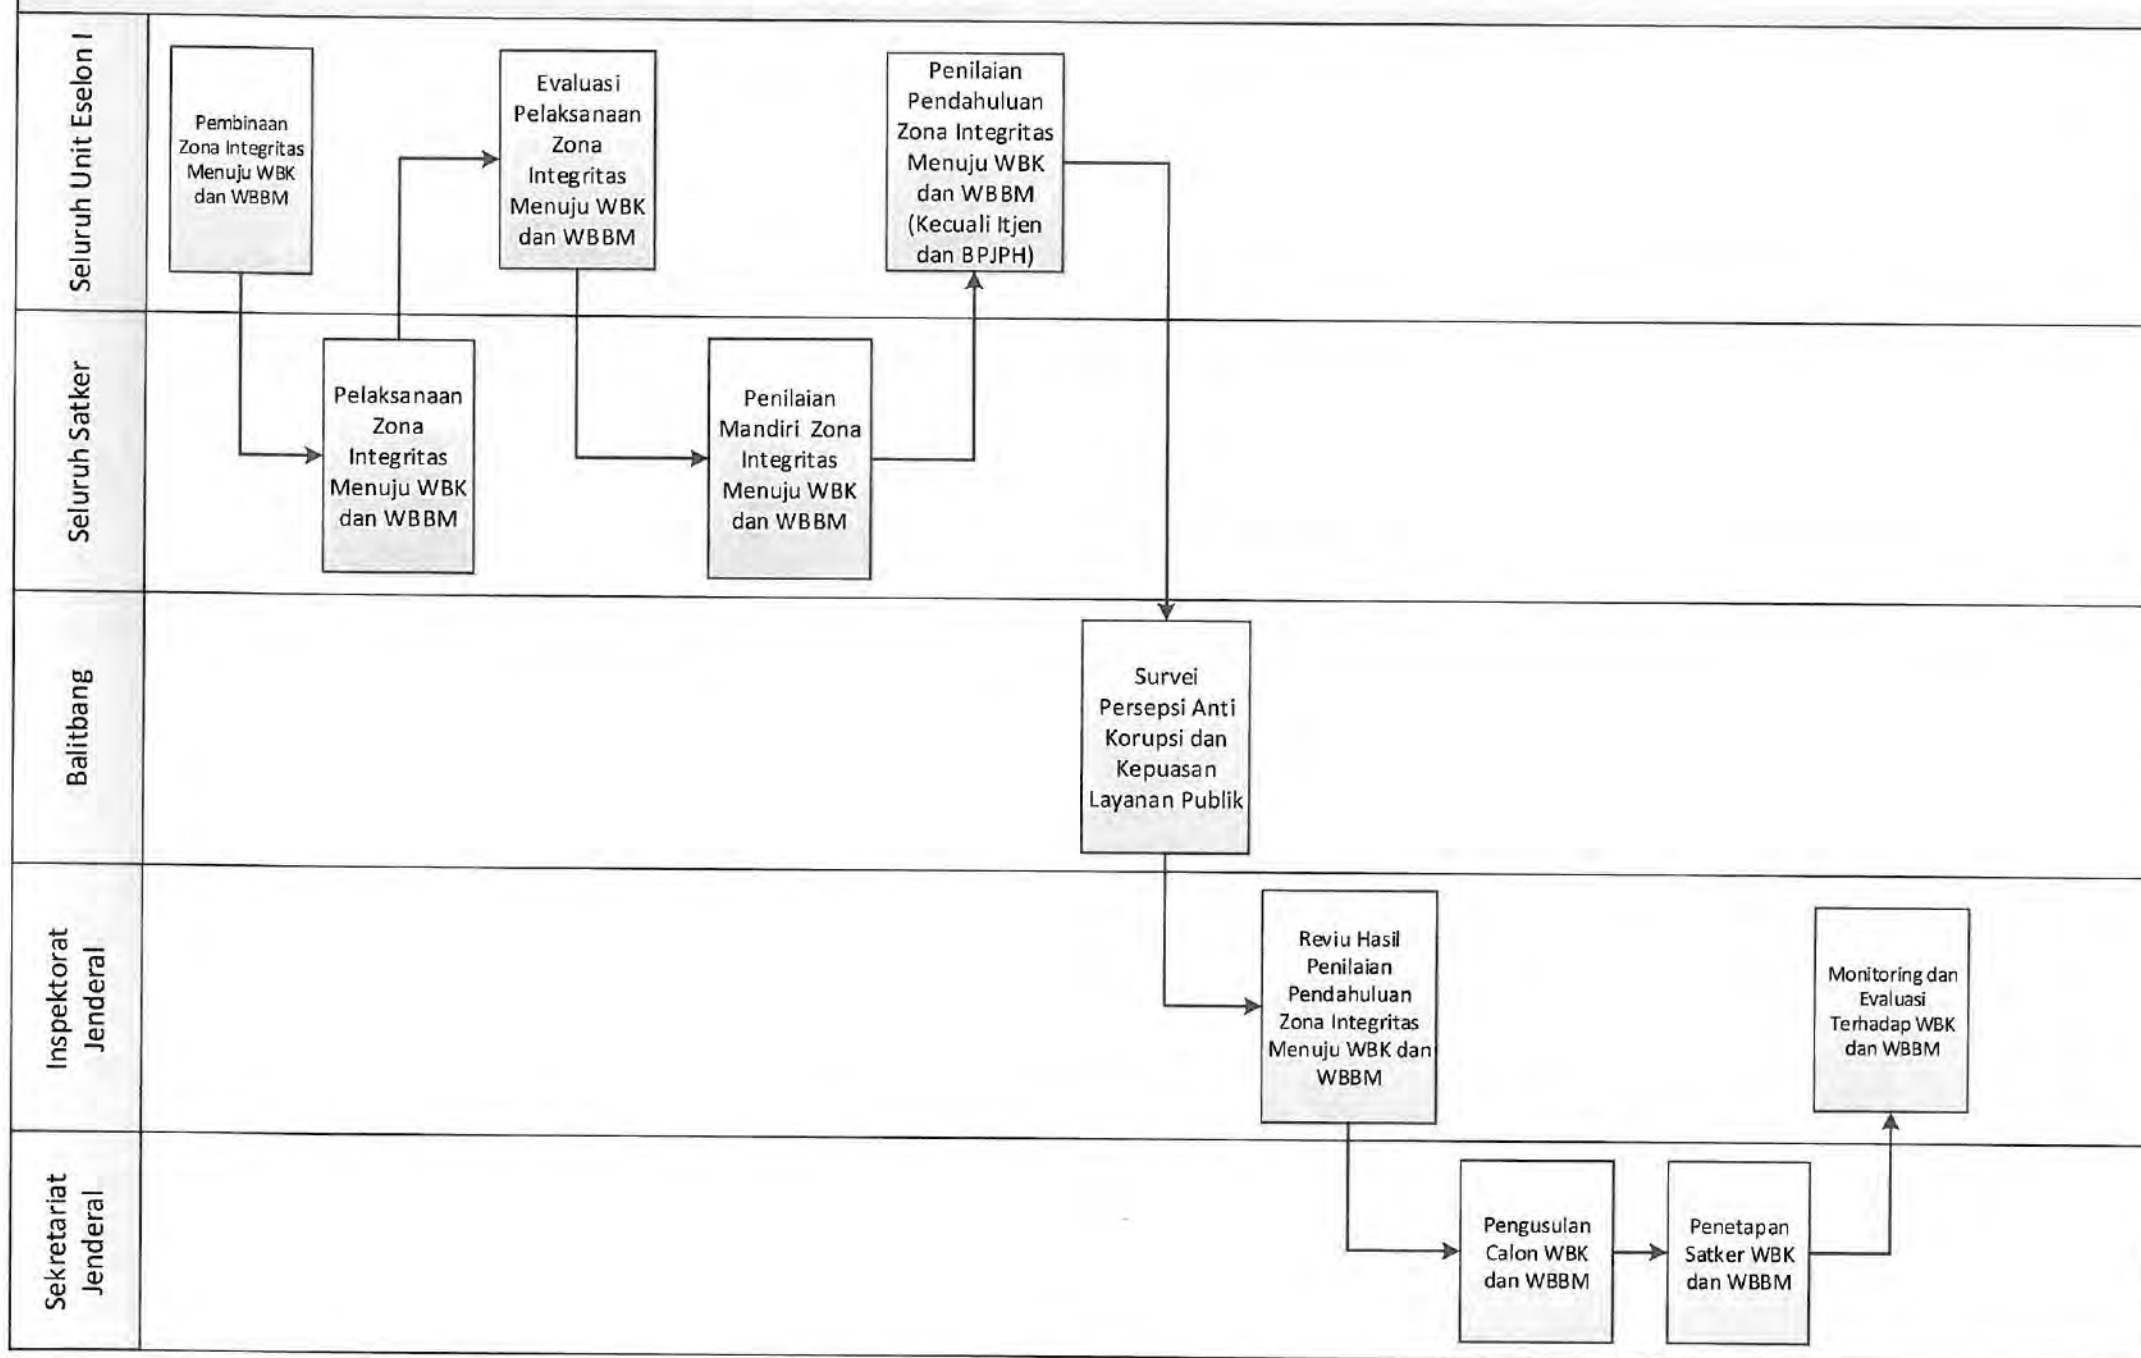 Seluruh Unit Eselon I
Pembinaan
Zona Integritas
Menuju WBK
dan WBBM
Evaluasi
Pelaksanaan
Zona
Integritas
Menuju WBK
dan WBBM
Penilaian
Pendahuluan
Zona Integritas
Menuju WBK
dan WBBM
(Kecuali Itjen
dan BPJPH)
Seluruh Satker
Pelaksanaan
Zona
Integritas
Menuju WBK
dan WBBM
Penilaian
Mandiri Zona
Integritas
Menuju WBK
dan WBBM
Balitbang
Survei
Persepsi Anti
Korupsi dan
Kepuasan
Layanan Publik
Inspektorat
Jenderal
Reviu Hasil
Penilaian
Pendahuluan
Zona Integritas
Menuju WBK dan
WBBM
Monitoring dan
Evaluasi
Terhadap WBK
dan WBBM
Sekretariat
Jenderal
Pengusulan
Calon WBK
dan WBBM
Penetapan
Satker WBK
dan WBBM